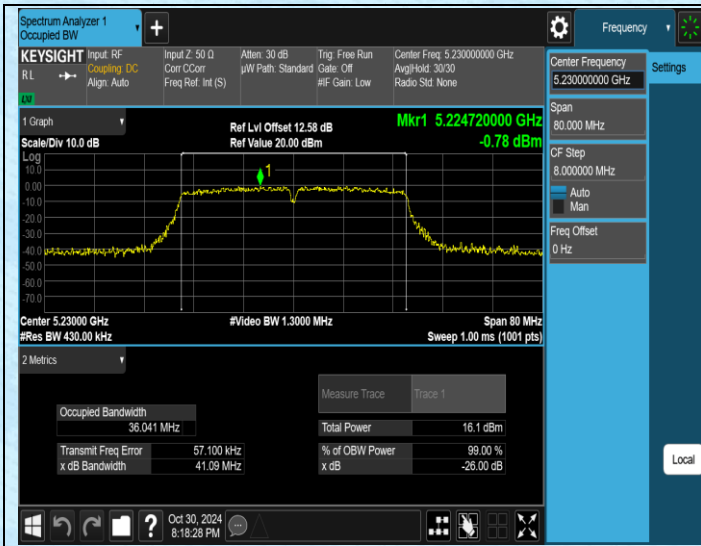 Spectrum Analyzer 1
Occupied BW
Frequency
KEYSIGHT
RL
LXI
Input: RF
Coupling: DC
Align: Auto
Input Z: 50 Ω
Corr CCorr
Freq Ref: Int (S)
Atten: 30 dB
µW Path: Standard
Trig: Free Run
Gate: Off
#IF Gain: Low
Center Freq: 5.230000000 GHz
Avg|Hold: 30/30
Radio Std: None
Center Frequency
5.230000000 GHz
Settings
Span
80.000 MHz
CF Step
8.000000 MHz
Auto
Man
Freq Offset
0 Hz
Local
1 Graph
Scale/Div 10.0 dB
Ref Lvl Offset 12.58 dB
Ref Value 20.00 dBm
Mkr1 5.224720000 GHz
-0.78 dBm
Log
10.0
0.00
-10.0
-20.0
-30.0
-40.0
-50.0
-60.0
-70.0
1
Center 5.23000 GHz
#Video BW 1.3000 MHz
Span 80 MHz
#Res BW 430.00 kHz
Sweep 1.00 ms (1001 pts)
2 Metrics
Measure Trace
Trace 1
Occupied Bandwidth
36.041 MHz
Total Power
16.1 dBm
Transmit Freq Error
57.100 kHz
% of OBW Power
99.00 %
x dB Bandwidth
41.09 MHz
x dB
-26.00 dB
?
Oct 30, 2024
8:18:28 PM